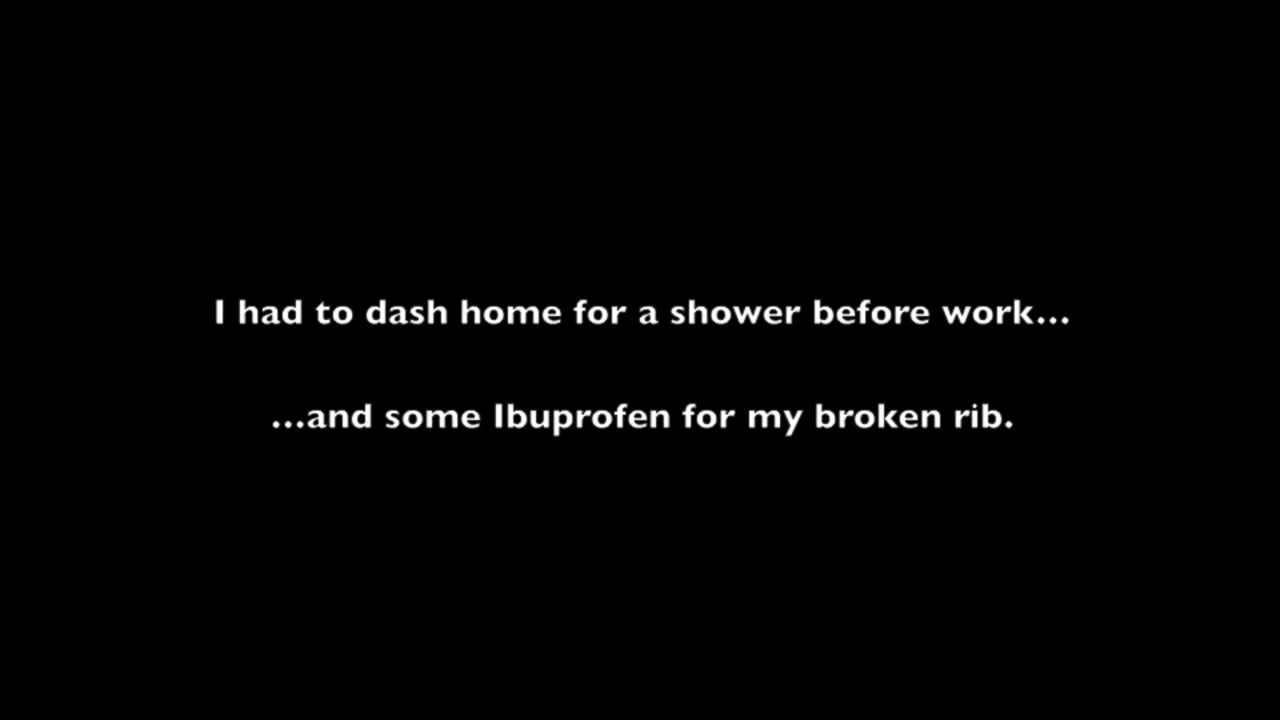 I had to dash home for a shower before work...
...and some Ibuprofen for my broken rib.